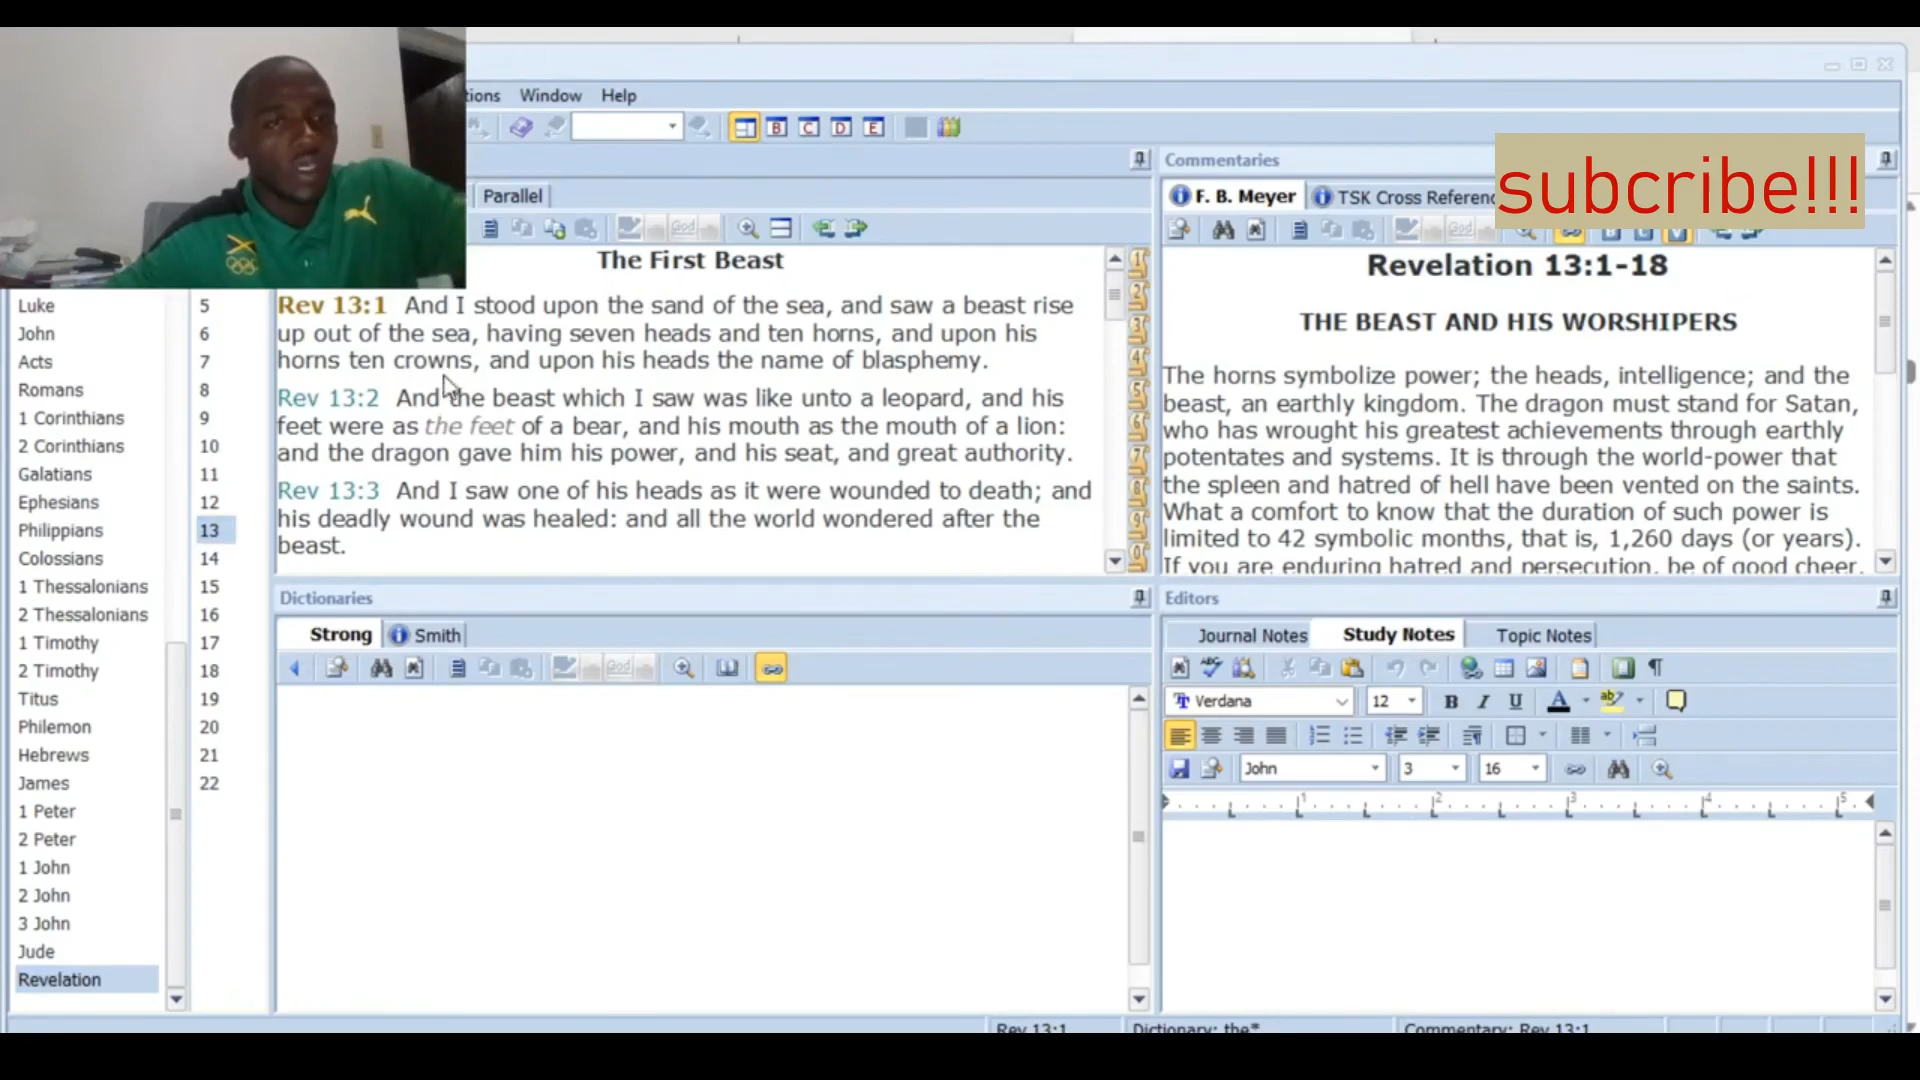 tions Window Help
B C D E
subcribe!!!
Commentaries
Parallel
F. B. Meyer TSK Cross Referenc
The First Beast
Rev 13:1 And I stood upon the sand of the sea, and saw a beast rise
up out of the sea, having seven heads and ten horns, and upon his
horns ten crowns, and upon his heads the name of blasphemy.
Rev 13:2 And the beast which I saw was like unto a leopard, and his
feet were as the feet of a bear, and his mouth as the mouth of a lion:
and the dragon gave him his power, and his seat, and great authority.
Rev 13:3 And I saw one of his heads as it were wounded to death; and
his deadly wound was healed: and all the world wondered after the
beast.
Revelation 13:1-18
THE BEAST AND HIS WORSHIPERS
The horns symbolize power; the heads, intelligence; and the
beast, an earthly kingdom. The dragon must stand for Satan,
who has wrought his greatest achievements through earthly
potentates and systems. It is through the world-power that
the spleen and hatred of hell have been vented on the saints.
What a comfort to know that the duration of such power is
limited to 42 symbolic months, that is, 1,260 days (or years).
If you are enduring hatred and persecution, be of good cheer.
Luke 5
John 6
Acts 7
Romans 8
1 Corinthians 9
2 Corinthians 10
Galatians 11
Ephesians 12
Philippians 13
Colossians 14
1 Thessalonians 15
2 Thessalonians 16
1 Timothy 17
2 Timothy 18
Titus 19
Philemon 20
Hebrews 21
James 22
1 Peter
2 Peter
1 John
2 John
3 John
Jude
Revelation
Dictionaries
Strong Smith
Editors
Journal Notes Study Notes Topic Notes
Verdana 12 B I U A ab
John 3 16
1 2 3 4 5
Rev 13:1 Dictionary: the* Commentary: Rev 13:1